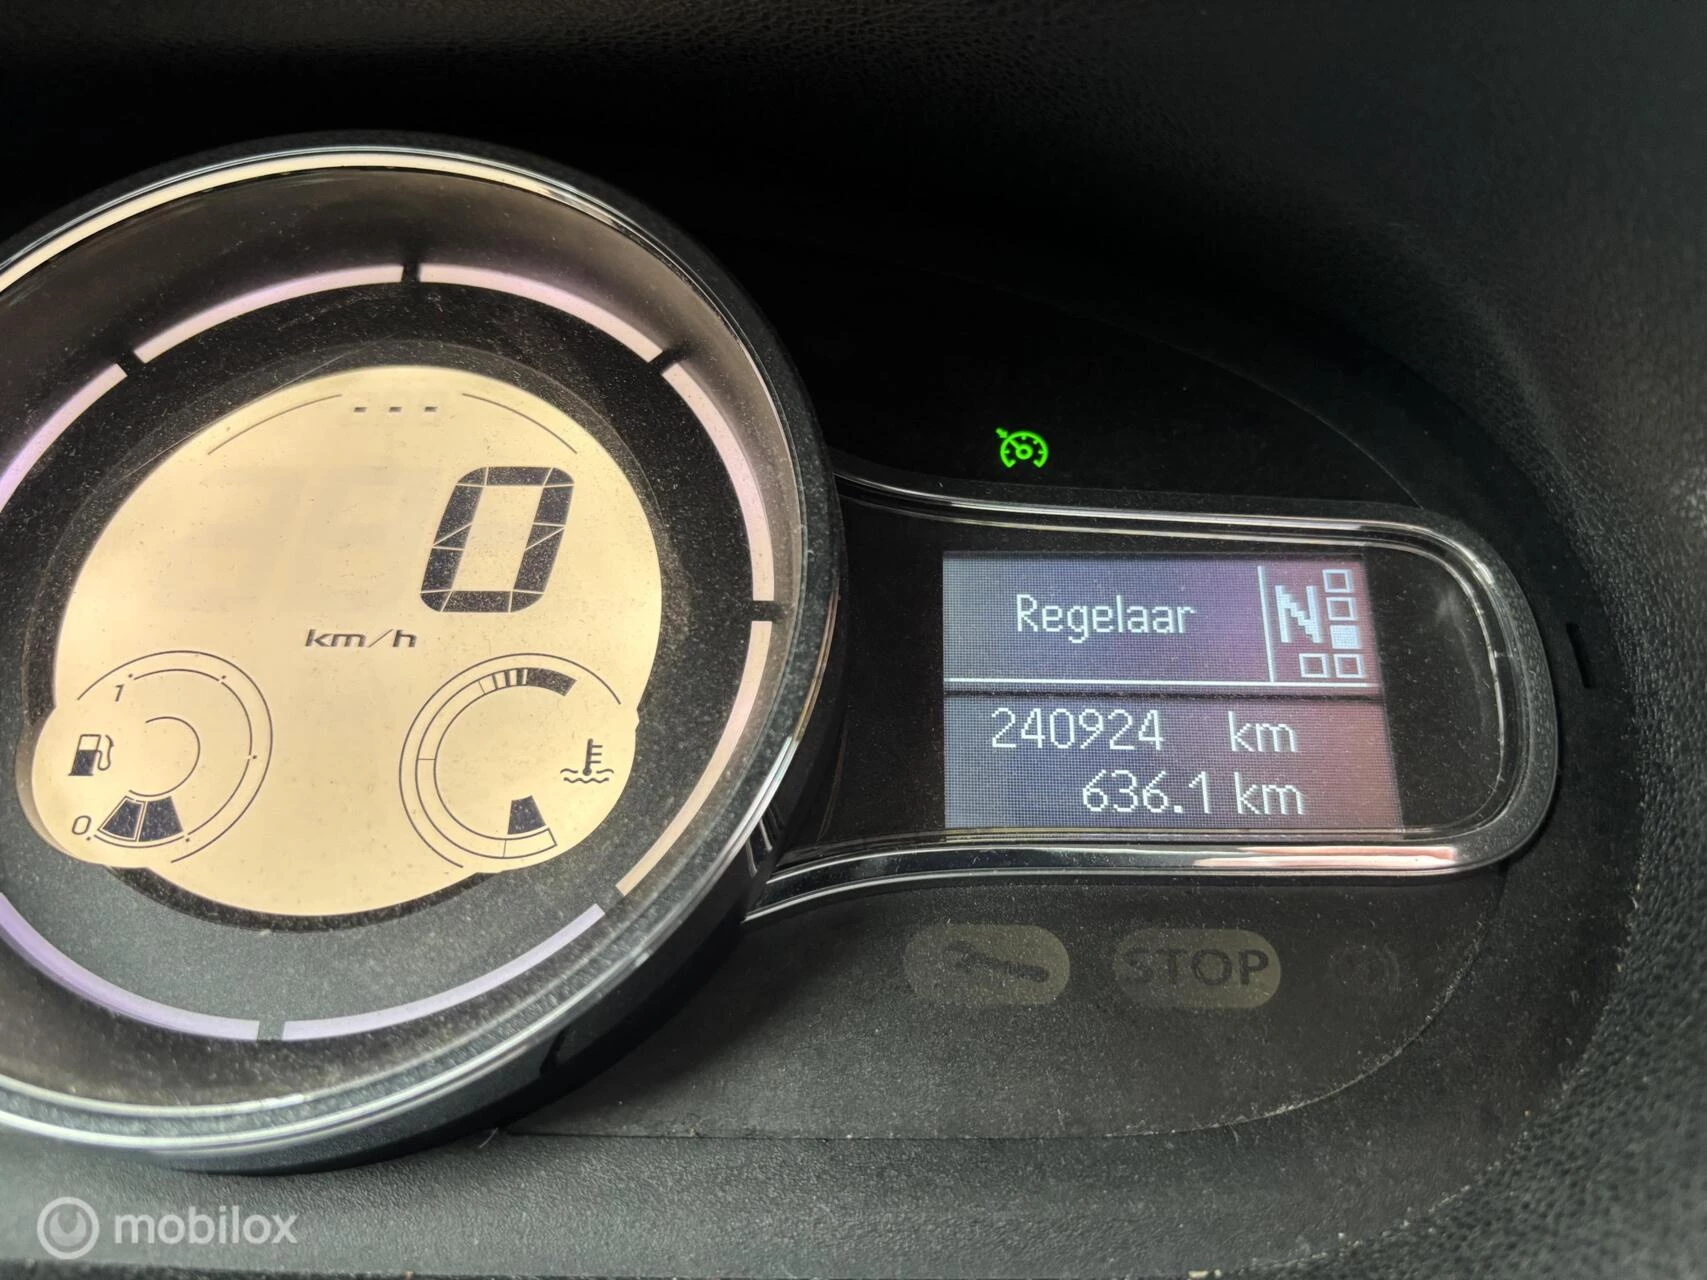 0
km/h
1
0
Regelaar
N
240924 km
636.1 km
STOP
mobilox